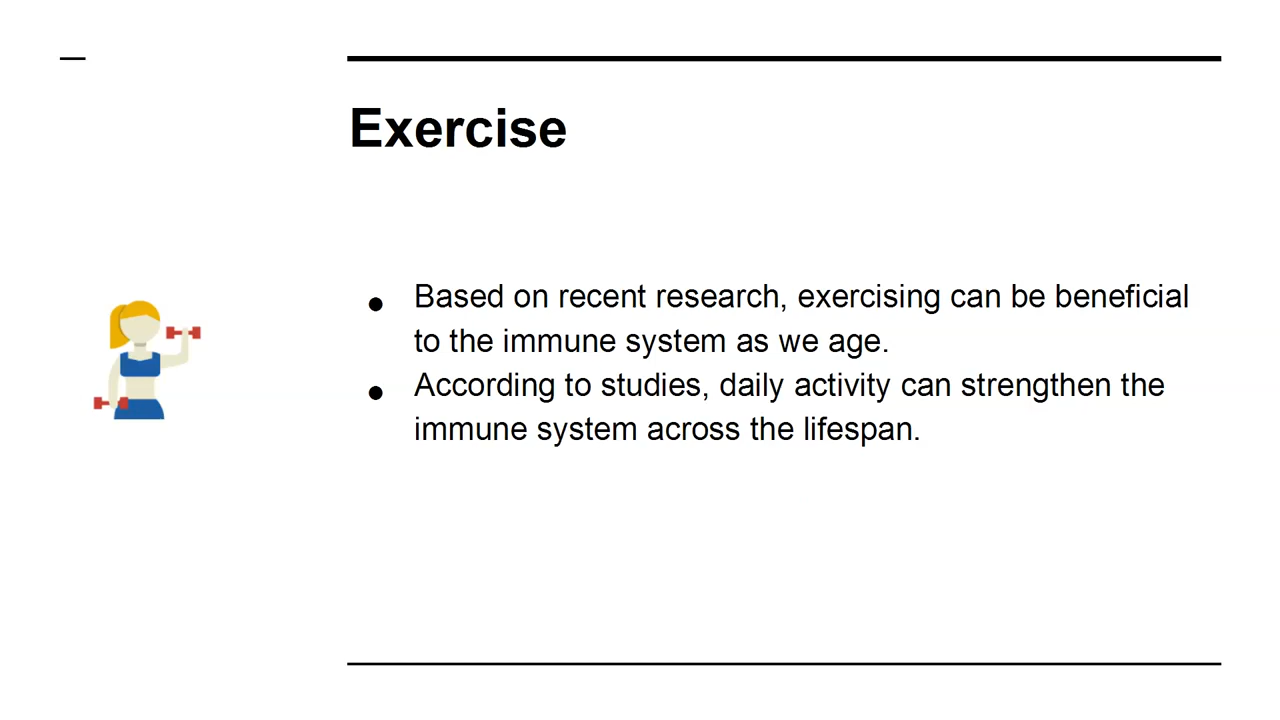 Exercise
● Based on recent research, exercising can be beneficial
to the immune system as we age.
● According to studies, daily activity can strengthen the
immune system across the lifespan.